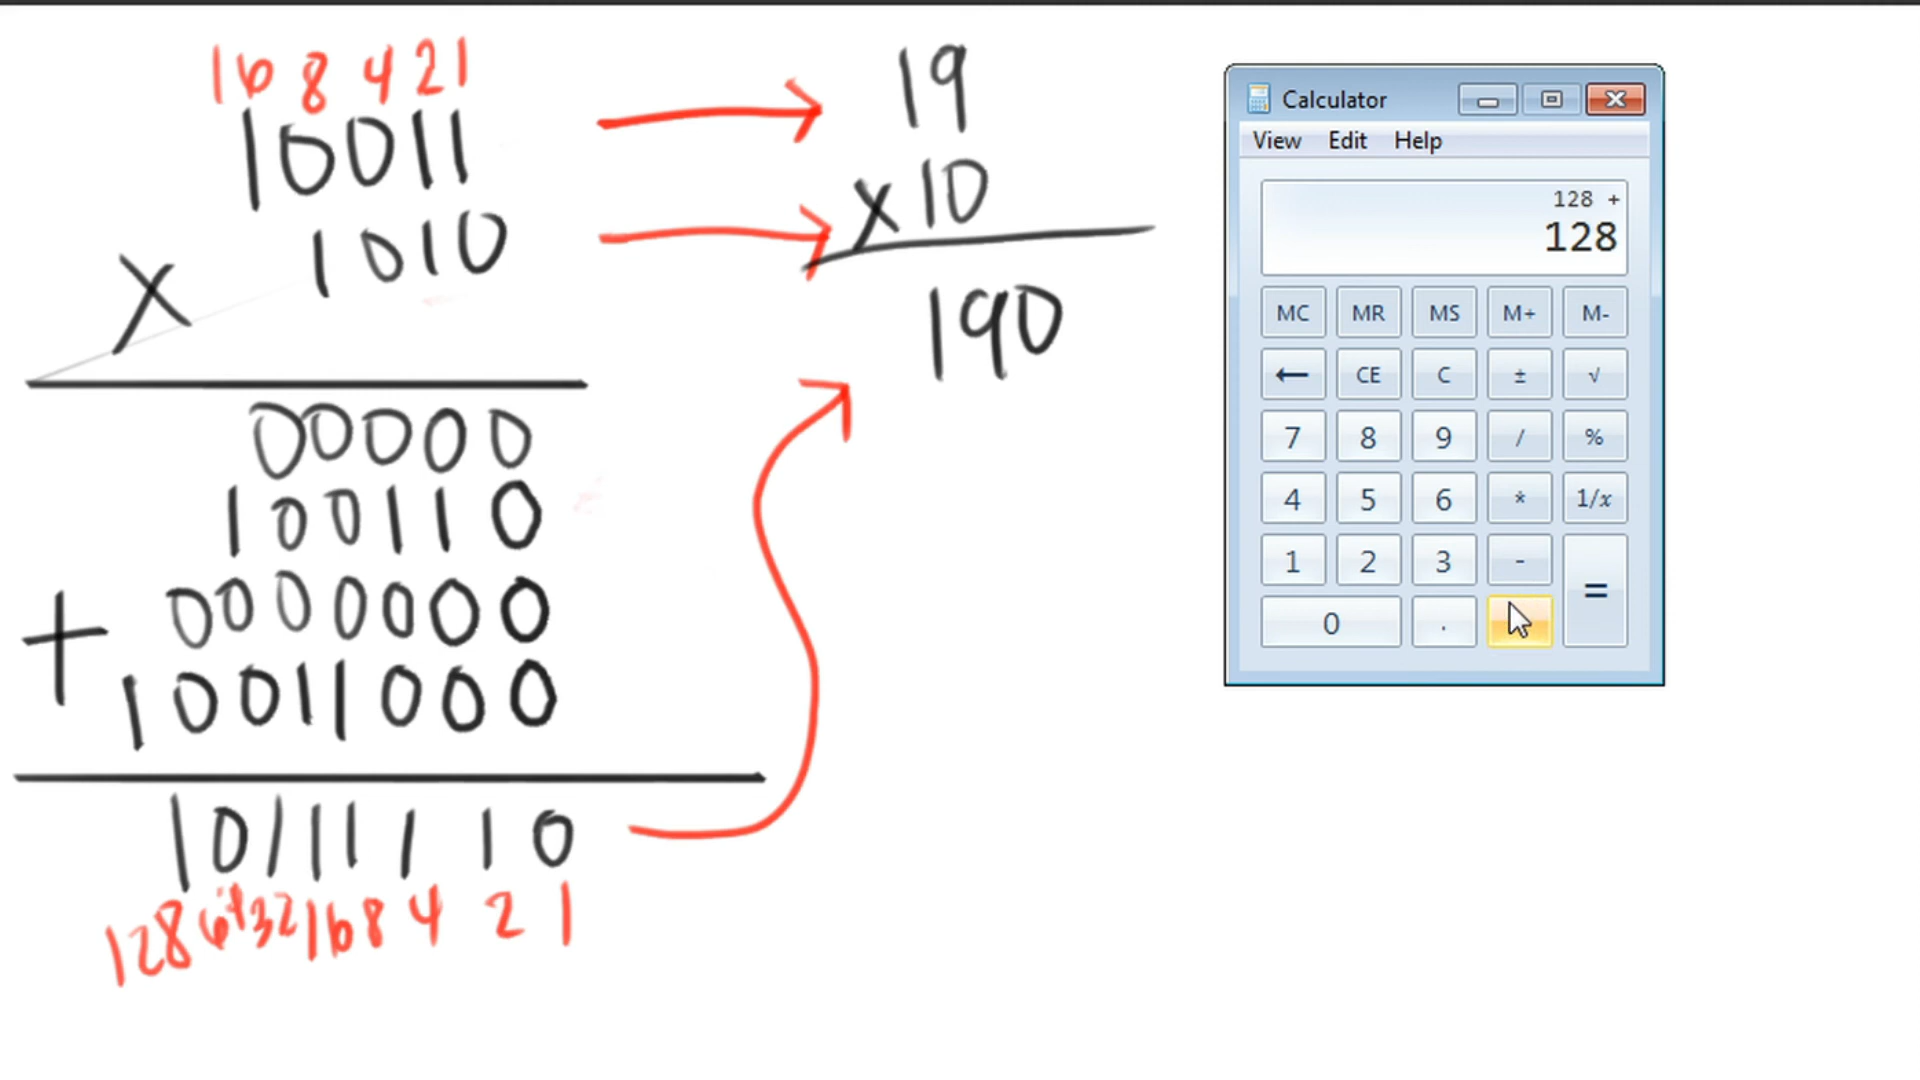 16 8 4 2 1
10011
X 1010
00000
100110
0000000
+ 10011000
10111110
128 64 32 16 8 4 2 1
19
X 10
190
Calculator
View Edit Help
128 +
128
MC MR MS M+ M-
← CE C ± √
7 8 9 / %
4 5 6 * 1/x
1 2 3 - =
0 .